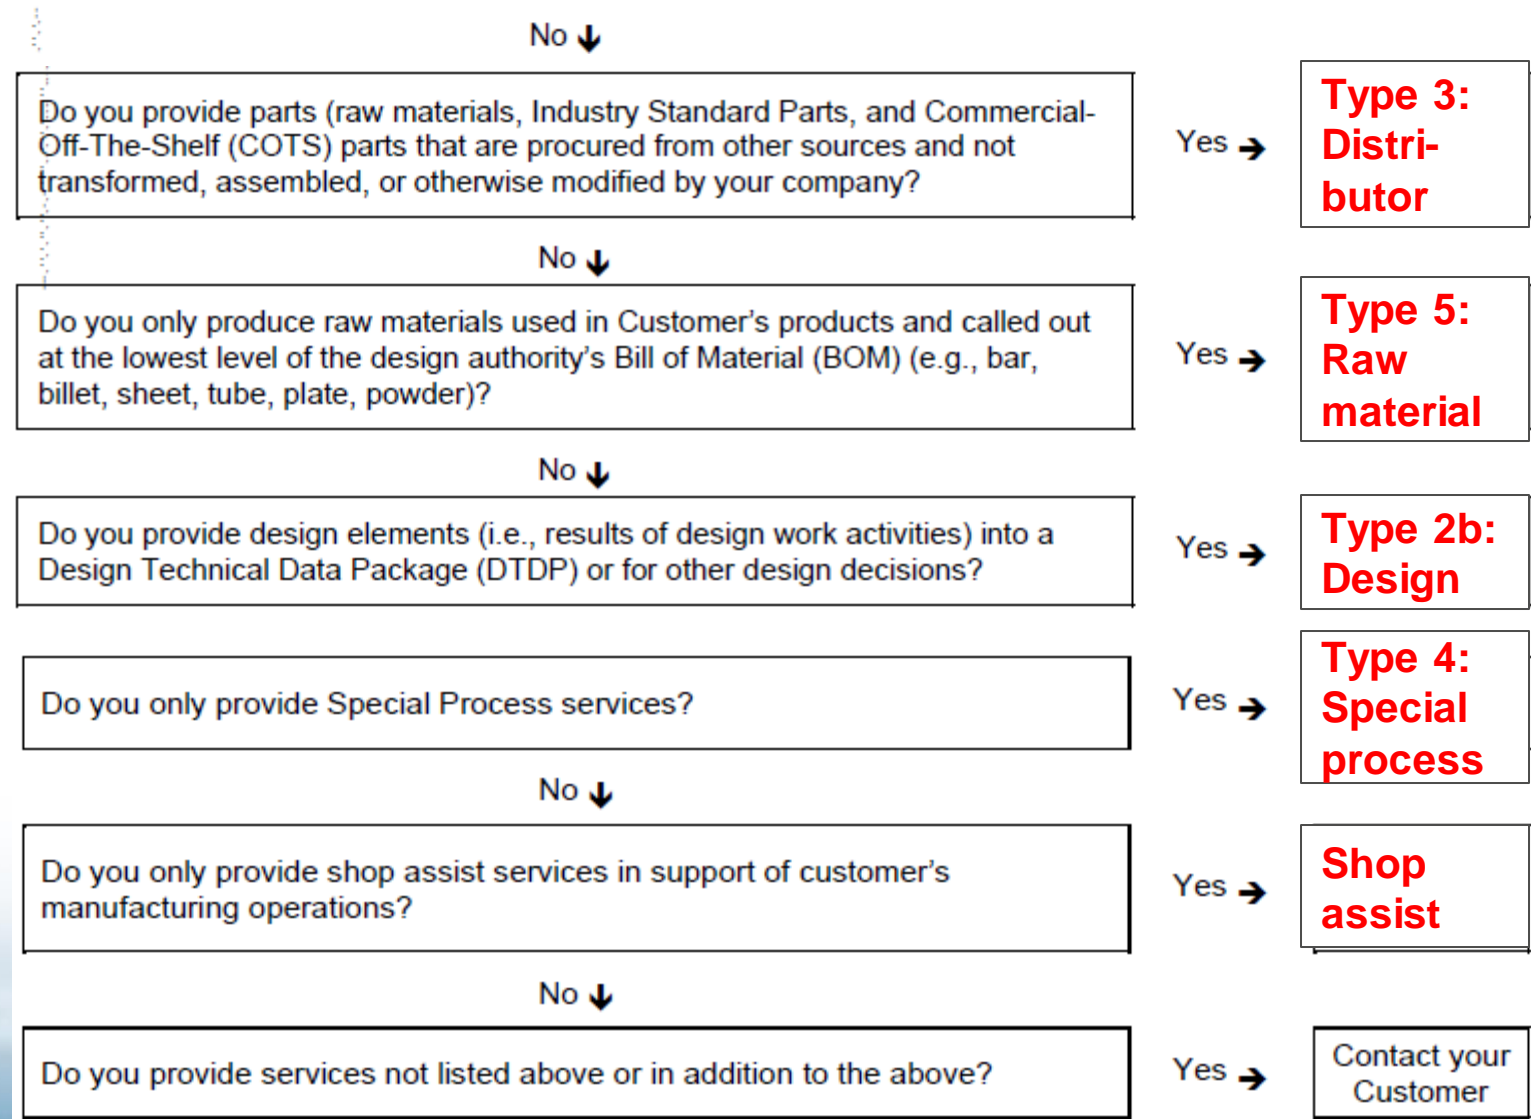 No ↓
Do you provide parts (raw materials, Industry Standard Parts, and Commercial-
Off-The-Shelf (COTS) parts that are procured from other sources and not
transformed, assembled, or otherwise modified by your company?
Yes →
Type 3:
Distri-
butor
No ↓
Do you only produce raw materials used in Customer's products and called out
at the lowest level of the design authority's Bill of Material (BOM) (e.g., bar,
billet, sheet, tube, plate, powder)?
Yes →
Type 5:
Raw
material
No ↓
Do you provide design elements (i.e., results of design work activities) into a
Design Technical Data Package (DTDP) or for other design decisions?
Yes →
Type 2b:
Design
Do you only provide Special Process services?
Yes →
Type 4:
Special
process
No ↓
Do you only provide shop assist services in support of customer's
manufacturing operations?
Yes →
Shop
assist
No ↓
Do you provide services not listed above or in addition to the above?
Yes →
Contact your
Customer